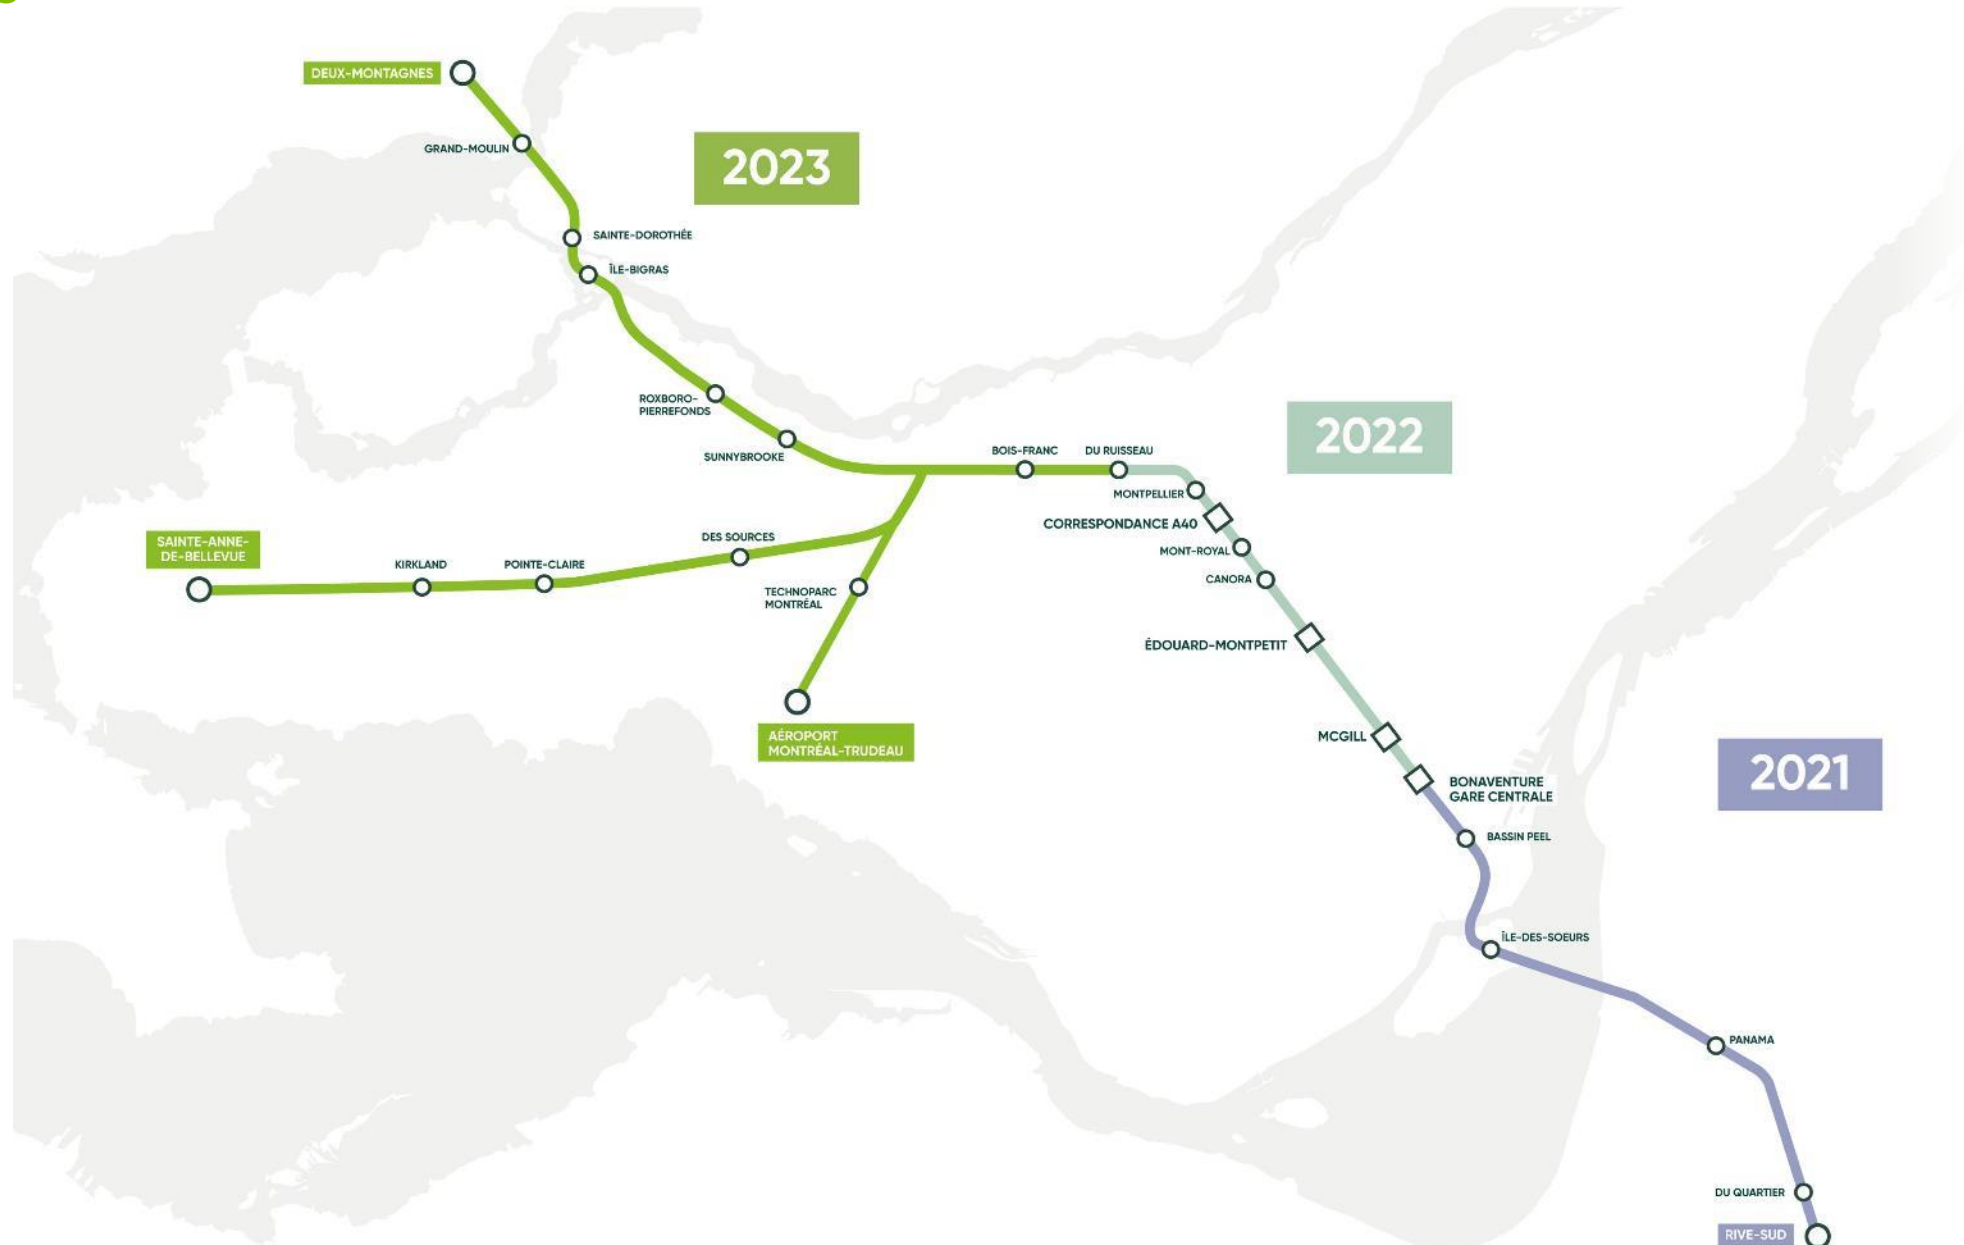 DEUX-MONTAGNES
GRAND-MOULIN
2023
SAINTE-DOROTHÉE
ÎLE-BIGRAS
ROXBORO-
PIERREFONDS
SUNNYBROOKE
BOIS-FRANC
DU RUISSEAU
2022
MONTPELLIER
CORRESPONDANCE A40
MONT-ROYAL
CANORA
SAINTE-ANNE-
DE-BELLEVUE
KIRKLAND
POINTE-CLAIRE
DES SOURCES
TECHNOPARC
MONTRÉAL
ÉDOUARD-MONTPETIT
AÉROPORT
MONTRÉAL-TRUDEAU
MCGILL
2021
BONAVENTURE
GARE CENTRALE
BASSIN PEEL
ÎLE-DES-SOEURS
PANAMA
DU QUARTIER
RIVE-SUD